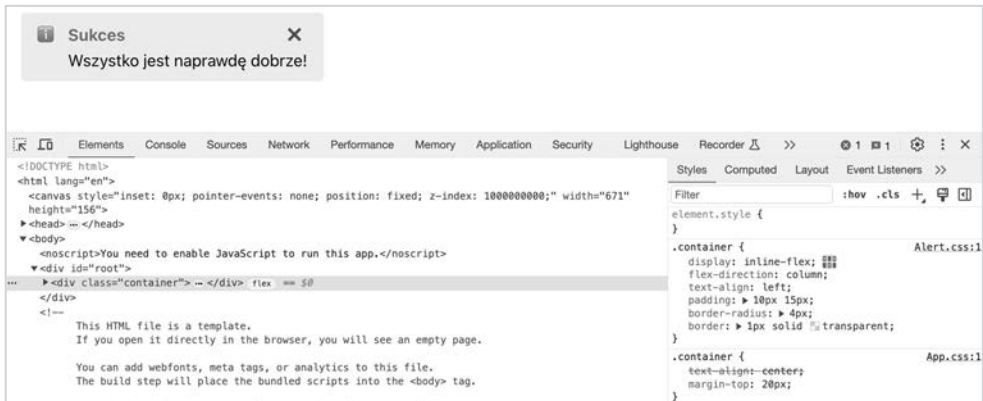 Sukces
Wszystko jest naprawdę dobrze!
Elements Console Sources Network Performance Memory Application Security Lighthouse Recorder >> 1 1
<!DOCTYPE html>
<html lang="en">
<canvas style="inset: 0px; pointer-events: none; position: fixed; z-index: 1000000000;" width="671"
height="156">
<head> … </head>
<body>
<noscript>You need to enable JavaScript to run this app.</noscript>
<div id="root">
<div class="container"> … </div> flex == $0
</div>
<!--
This HTML file is a template.
If you open it directly in the browser, you will see an empty page.
You can add webfonts, meta tags, or analytics to this file.
The build step will place the bundled scripts into the <body> tag.
Styles Computed Layout Event Listeners >>
Filter :hov .cls +
element.style {
}
.container { Alert.css:1
display: inline-flex;
flex-direction: column;
text-align: left;
padding: 10px 15px;
border-radius: 4px;
border: 1px solid transparent;
}
.container { App.css:1
text-align: center;
margin-top: 20px;
}